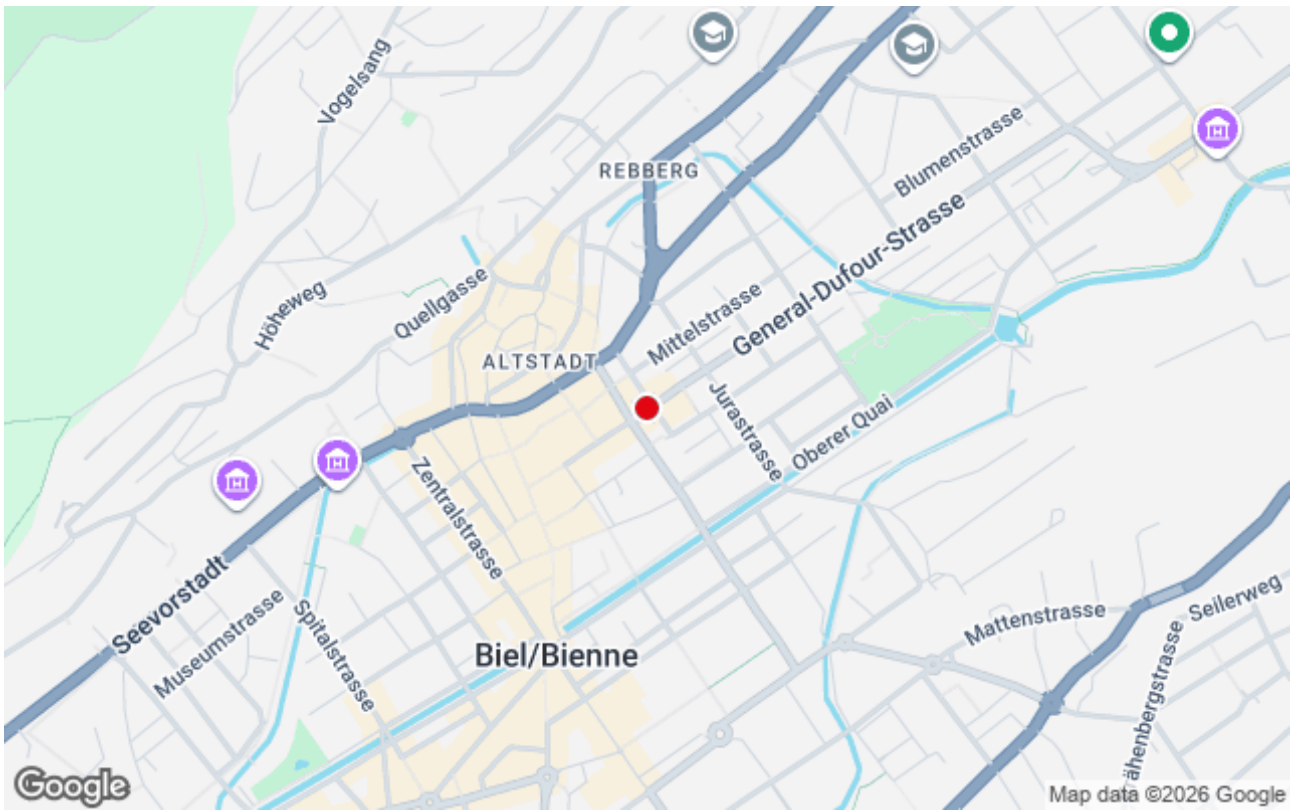 Vogelsang
REBBERG
Blumenstrasse
General-Dufour-Strasse
Höheweg
Quellgasse
Mittelstrasse
ALTSTADT
Jurastrasse
Oberer Quai
Zentralstrasse
Seevorstadt
Museumstrasse
Spitalstrasse
Biel/Bienne
Mattenstrasse
Seilerweg
ähenbergstrasse
Google
Map data ©2026 Google